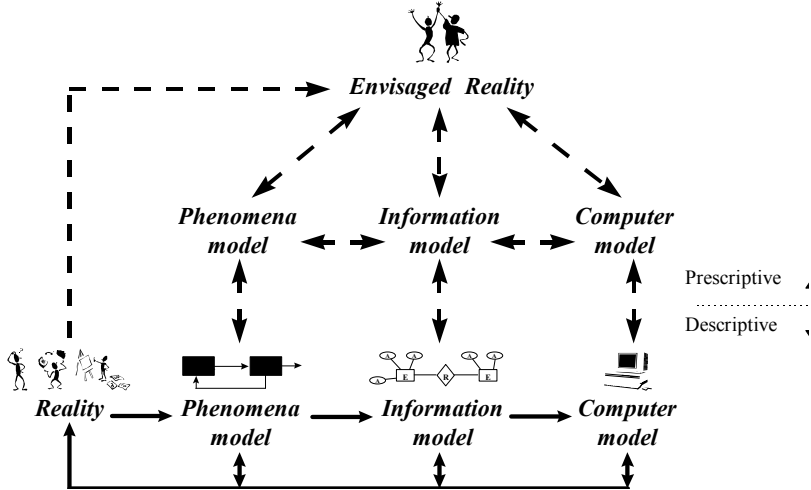 Envisaged Reality
Phenomena
model
Information
model
Computer
model
Prescriptive
Descriptive
A
A
A
A
A
E
R
E
Reality
Phenomena
model
Information
model
Computer
model